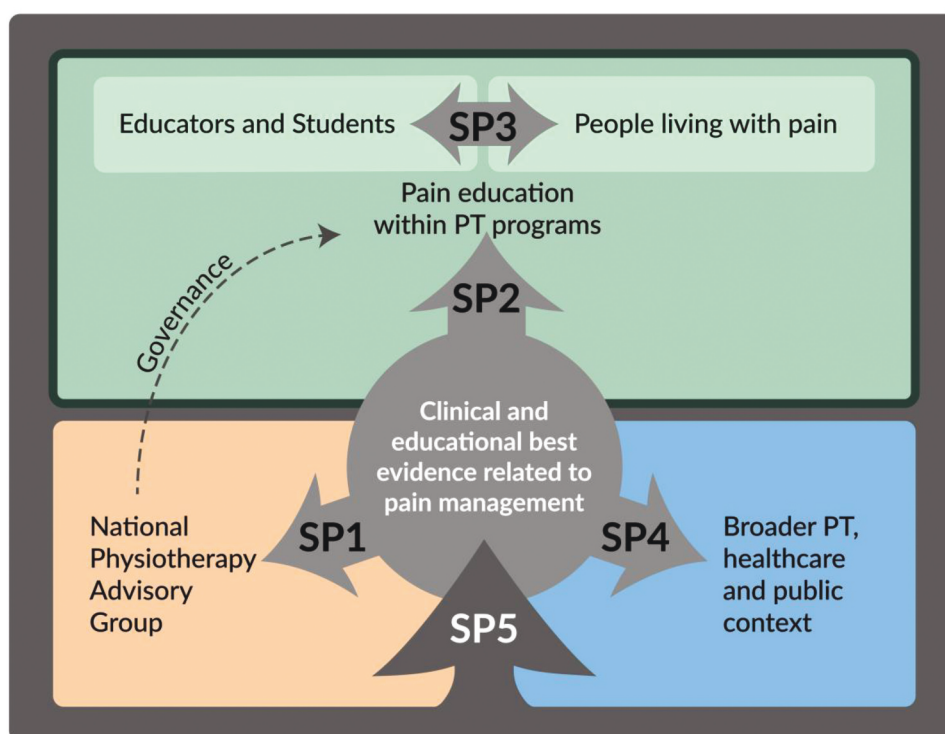 Educators and Students
SP3
People living with pain
Pain education
within PT programs
SP2
Governance
Clinical and
educational best
evidence related to
pain management
SP1
SP4
National
Physiotherapy
Advisory
Group
Broader PT,
healthcare
and public
context
SP5